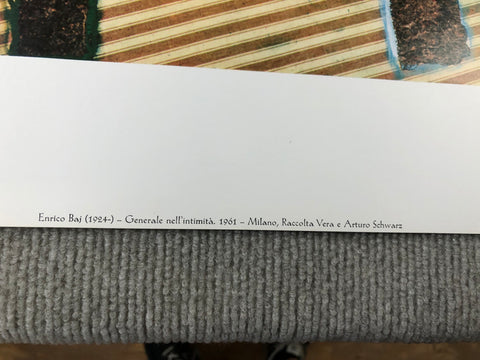 Enrico Baj (1924-) – Generale nell'intimità. 1961 – Milano, Raccolta Vera e Arturo Schwarz